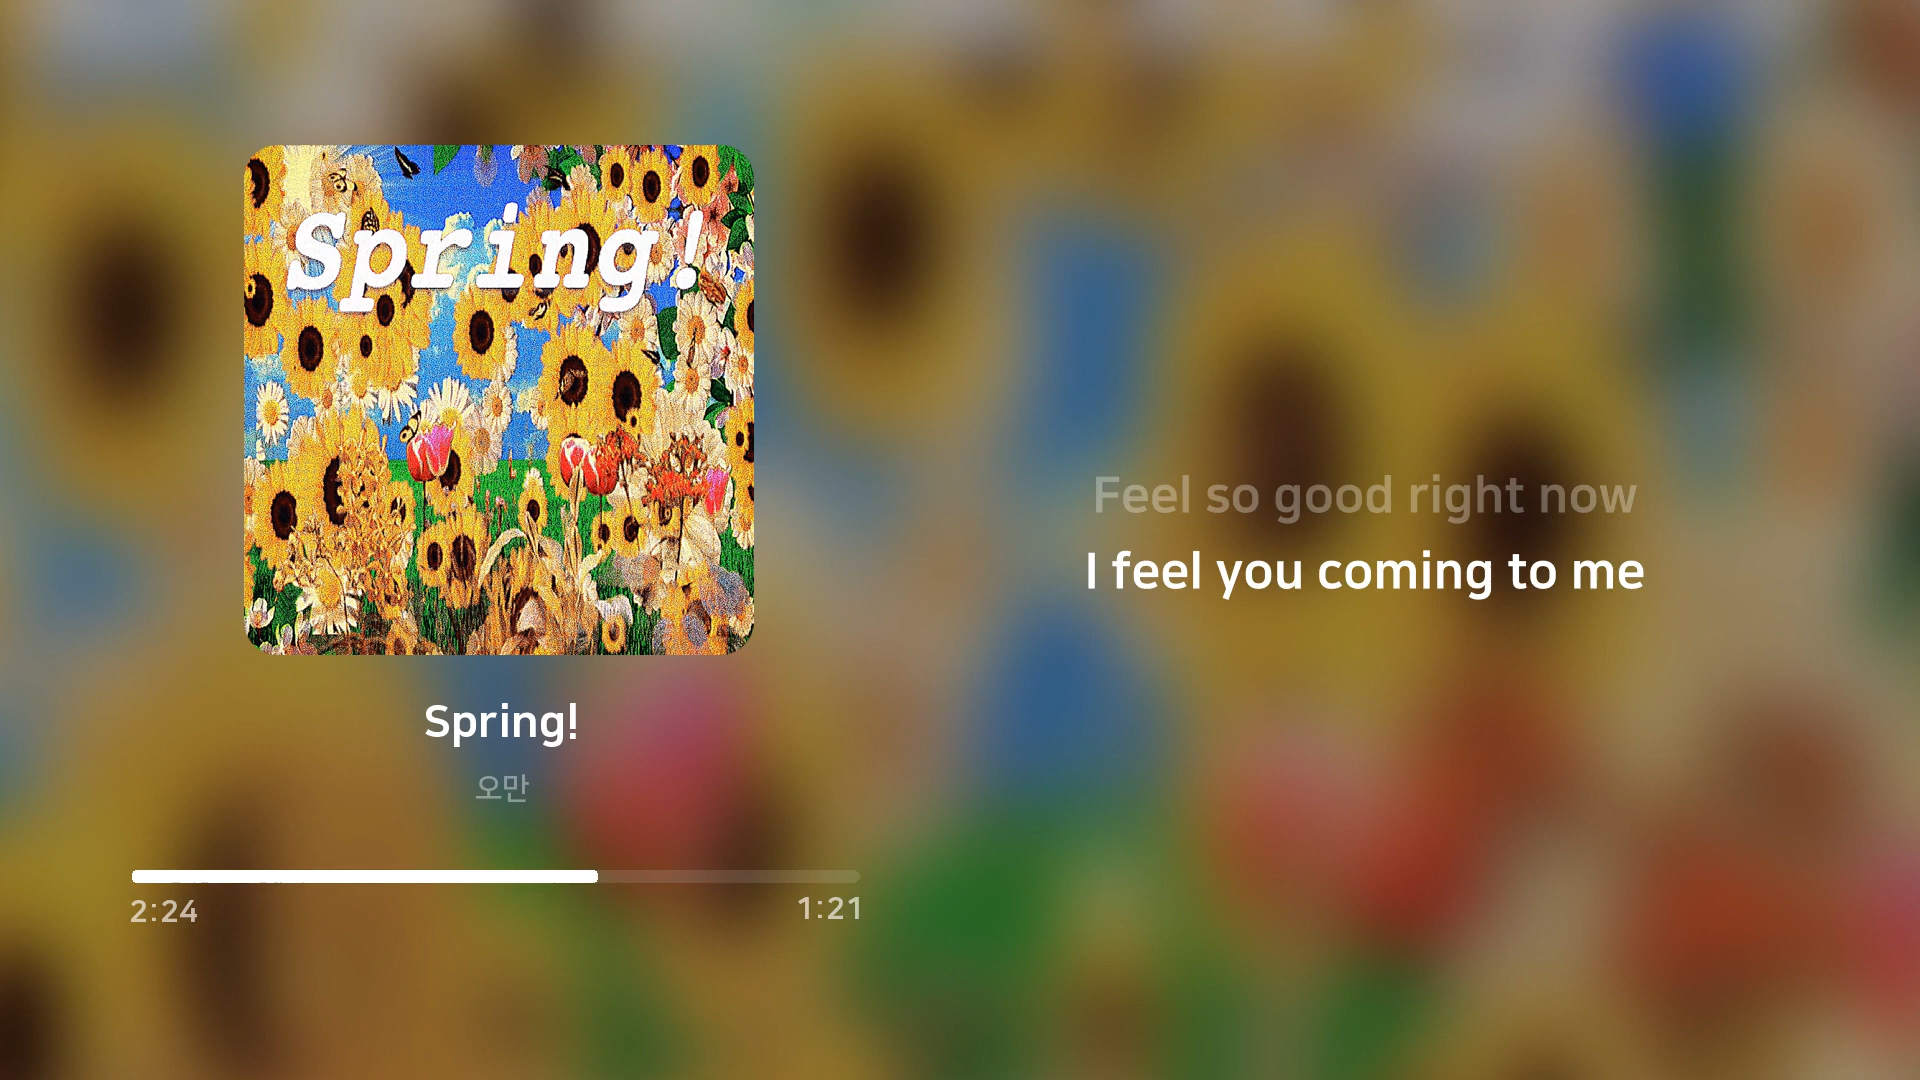 Spring!
Spring!
오만
2:24
1:21
Feel so good right now
I feel you coming to me